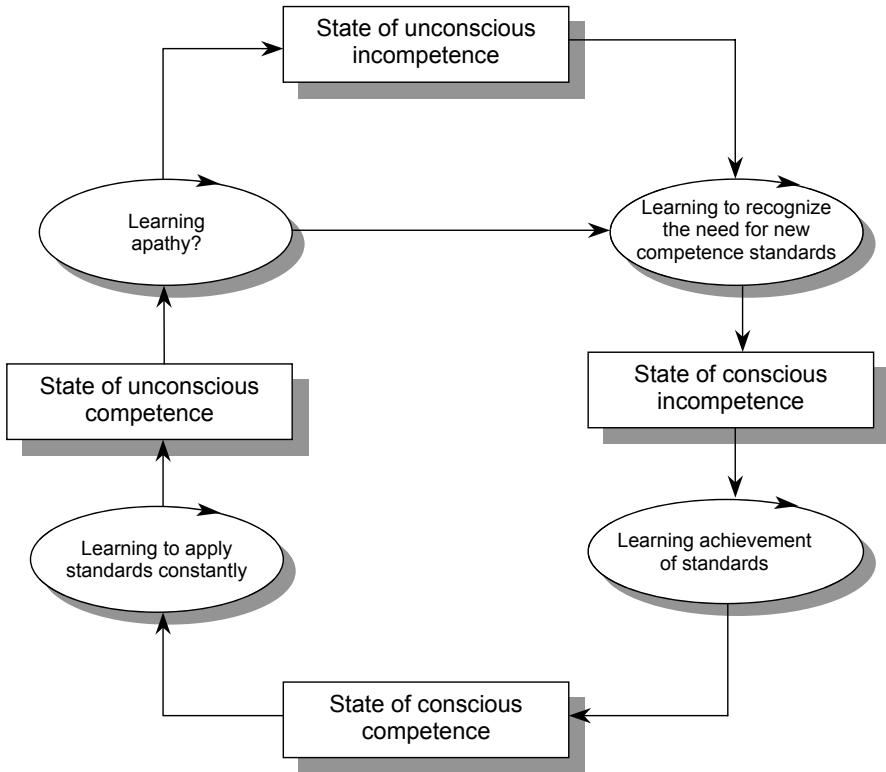 State of unconscious
incompetence
Learning
apathy?
Learning to recognize
the need for new
competence standards
State of unconscious
competence
State of conscious
incompetence
Learning to apply
standards constantly
Learning achievement
of standards
State of conscious
competence